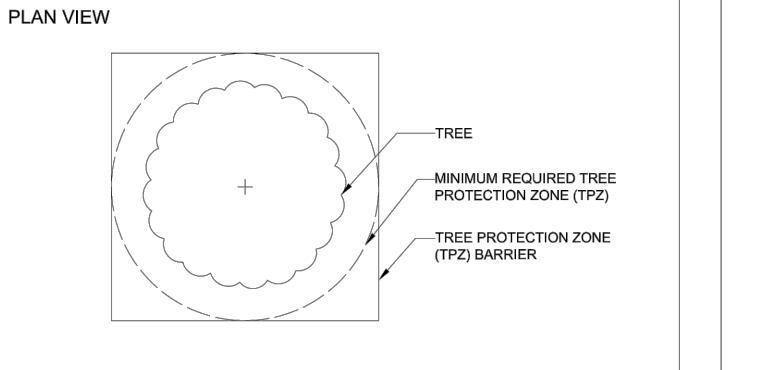 PLAN VIEW
TREE
MINIMUM REQUIRED TREE
PROTECTION ZONE (TPZ)
TREE PROTECTION ZONE
(TPZ) BARRIER